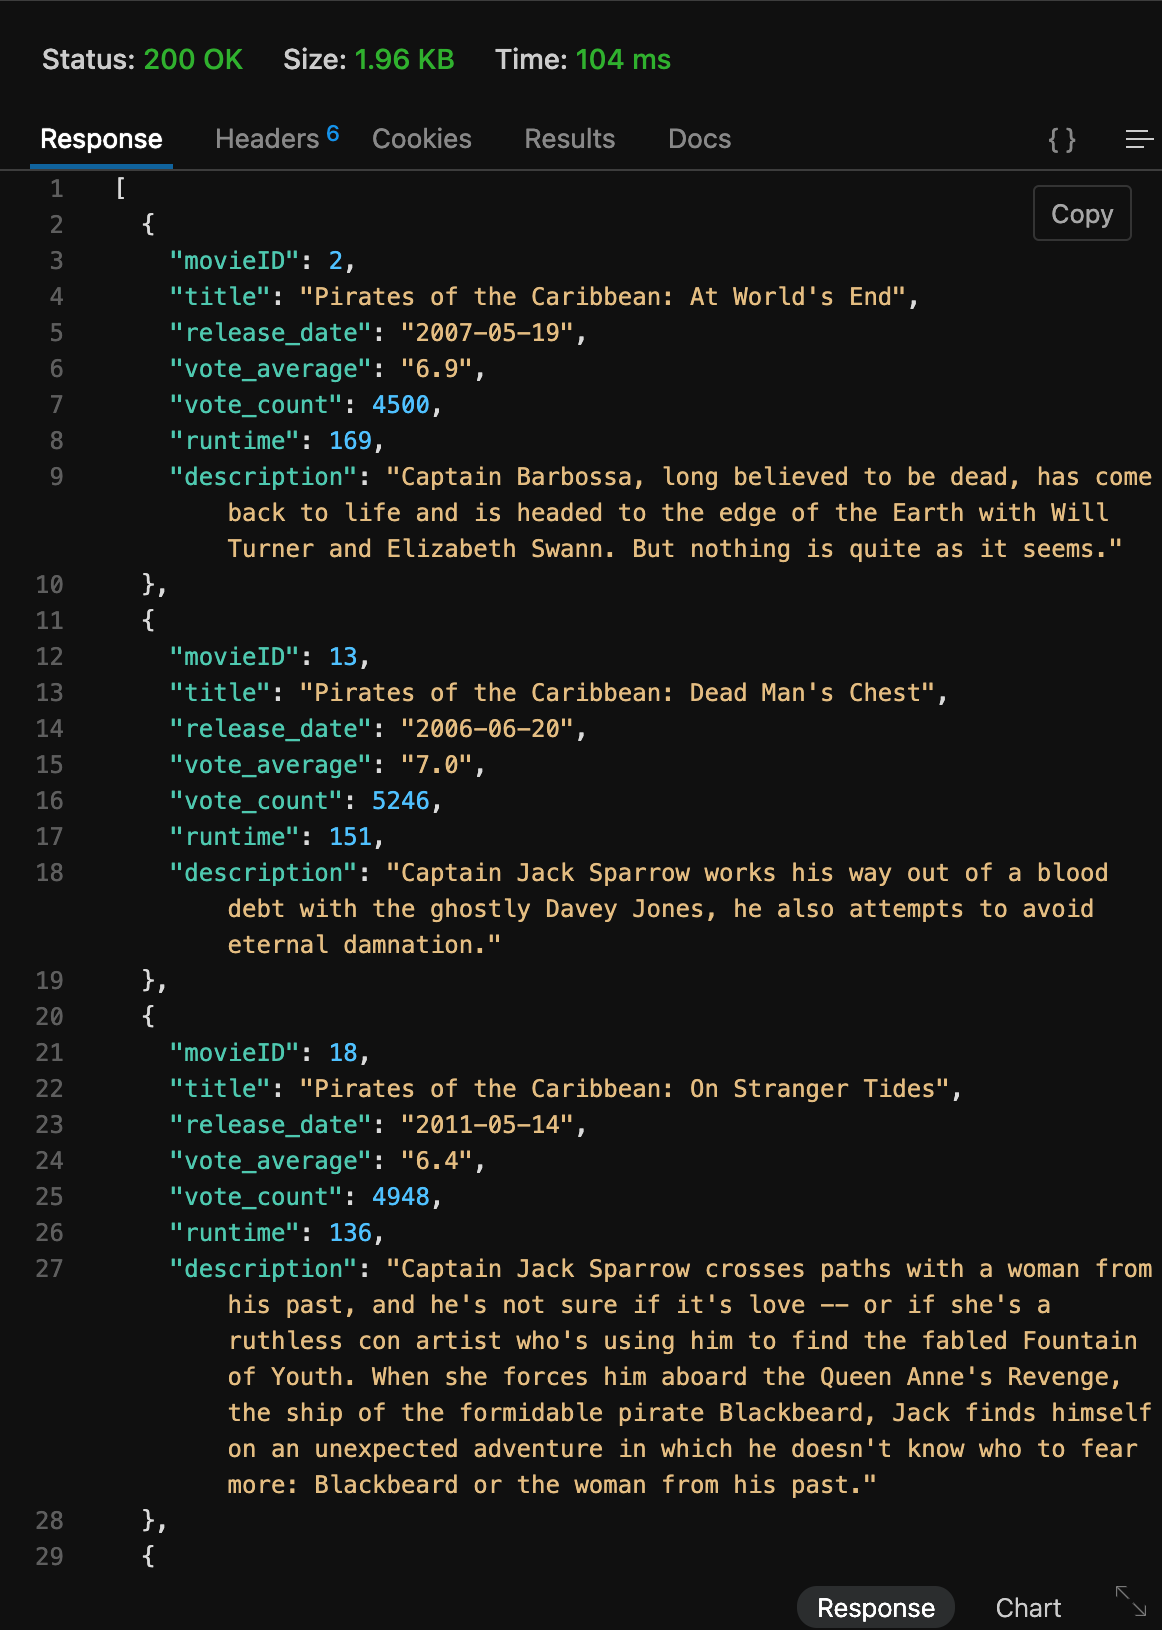 Status: 200 OK Size: 1.96 KB Time: 104 ms
Response Headers 6 Cookies Results Docs {} 
1 [
Copy
2 {
3 "movieID": 2,
4 "title": "Pirates of the Caribbean: At World's End",
5 "release_date": "2007-05-19",
6 "vote_average": "6.9",
7 "vote_count": 4500,
8 "runtime": 169,
9 "description": "Captain Barbossa, long believed to be dead, has come
back to life and is headed to the edge of the Earth with Will
Turner and Elizabeth Swann. But nothing is quite as it seems."
10 },
11 {
12 "movieID": 13,
13 "title": "Pirates of the Caribbean: Dead Man's Chest",
14 "release_date": "2006-06-20",
15 "vote_average": "7.0",
16 "vote_count": 5246,
17 "runtime": 151,
18 "description": "Captain Jack Sparrow works his way out of a blood
debt with the ghostly Davey Jones, he also attempts to avoid
eternal damnation."
19 },
20 {
21 "movieID": 18,
22 "title": "Pirates of the Caribbean: On Stranger Tides",
23 "release_date": "2011-05-14",
24 "vote_average": "6.4",
25 "vote_count": 4948,
26 "runtime": 136,
27 "description": "Captain Jack Sparrow crosses paths with a woman from
his past, and he's not sure if it's love -- or if she's a
ruthless con artist who's using him to find the fabled Fountain
of Youth. When she forces him aboard the Queen Anne's Revenge,
the ship of the formidable pirate Blackbeard, Jack finds himself
on an unexpected adventure in which he doesn't know who to fear
more: Blackbeard or the woman from his past."
28 },
29 {
Response Chart